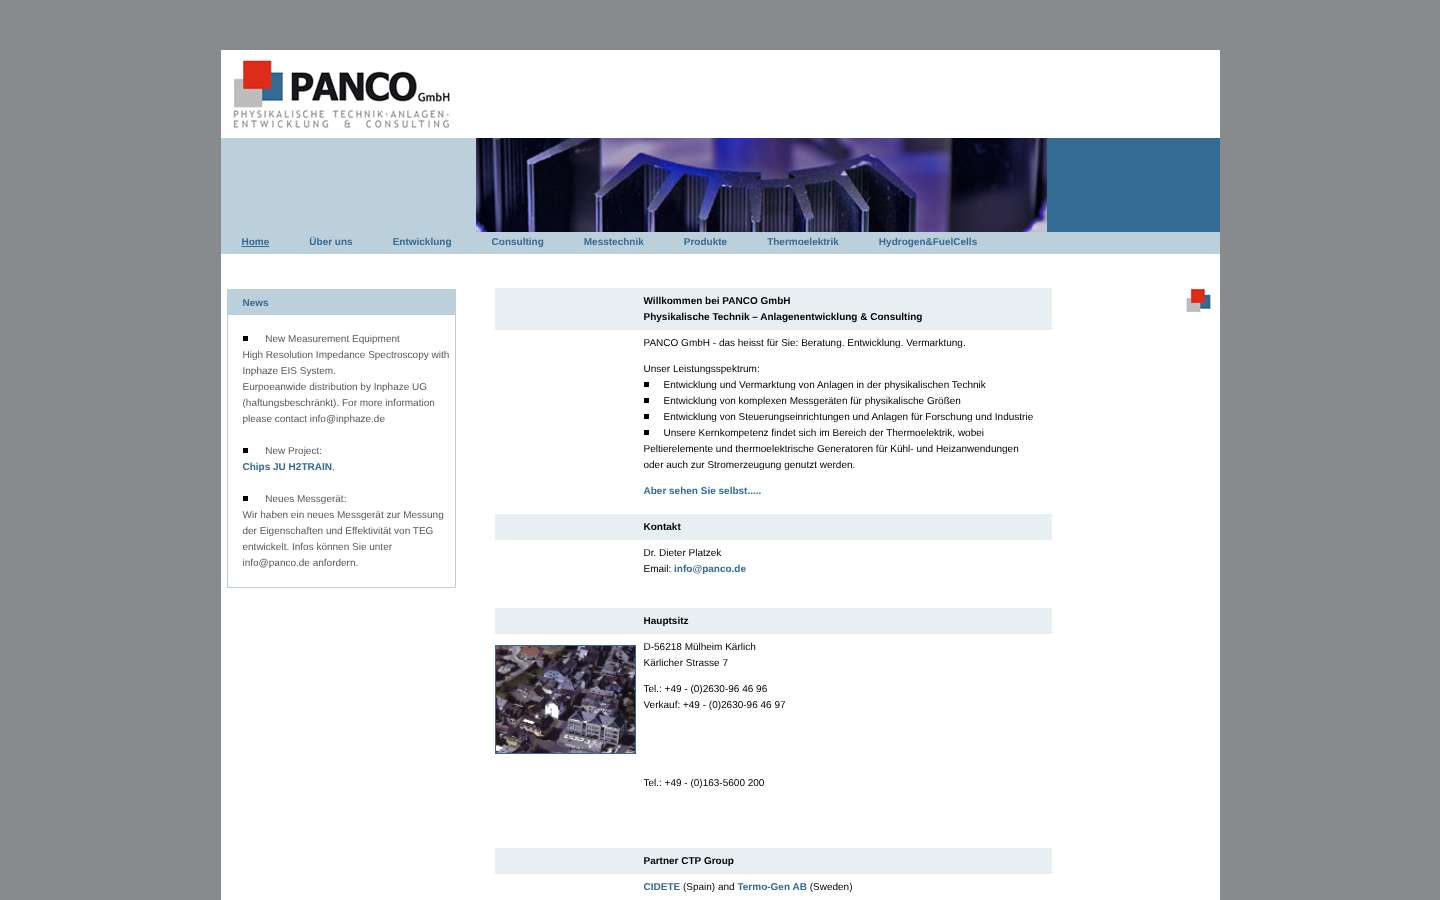 PANCO GmbH
PHYSIKALISCHE TECHNIK-ANLAGEN-
ENTWICKLUNG & CONSULTING
Home Über uns Entwicklung Consulting Messtechnik Produkte Thermoelektrik Hydrogen&FuelCells
News
New Measurement Equipment
High Resolution Impedance Spectroscopy with
Inphaze EIS System.
Eurpoeanwide distribution by Inphaze UG
(haftungsbeschränkt). For more information
please contact info@inphaze.de
New Project:
Chips JU H2TRAIN,
Neues Messgerät:
Wir haben ein neues Messgerät zur Messung
der Eigenschaften und Effektivität von TEG
entwickelt. Infos können Sie unter
info@panco.de anfordern.
Willkommen bei PANCO GmbH
Physikalische Technik – Anlagenentwicklung & Consulting
PANCO GmbH - das heisst für Sie: Beratung. Entwicklung. Vermarktung.
Unser Leistungsspektrum:
Entwicklung und Vermarktung von Anlagen in der physikalischen Technik
Entwicklung von komplexen Messgeräten für physikalische Größen
Entwicklung von Steuerungseinrichtungen und Anlagen für Forschung und Industrie
Unsere Kernkompetenz findet sich im Bereich der Thermoelektrik, wobei
Peltierelemente und thermoelektrische Generatoren für Kühl- und Heizanwendungen
oder auch zur Stromerzeugung genutzt werden.
Aber sehen Sie selbst.....
Kontakt
Dr. Dieter Platzek
Email: info@panco.de
Hauptsitz
D-56218 Mülheim Kärlich
Kärlicher Strasse 7
Tel.: +49 - (0)2630-96 46 96
Verkauf: +49 - (0)2630-96 46 97
Tel.: +49 - (0)163-5600 200
Partner CTP Group
CIDETE (Spain) and Termo-Gen AB (Sweden)